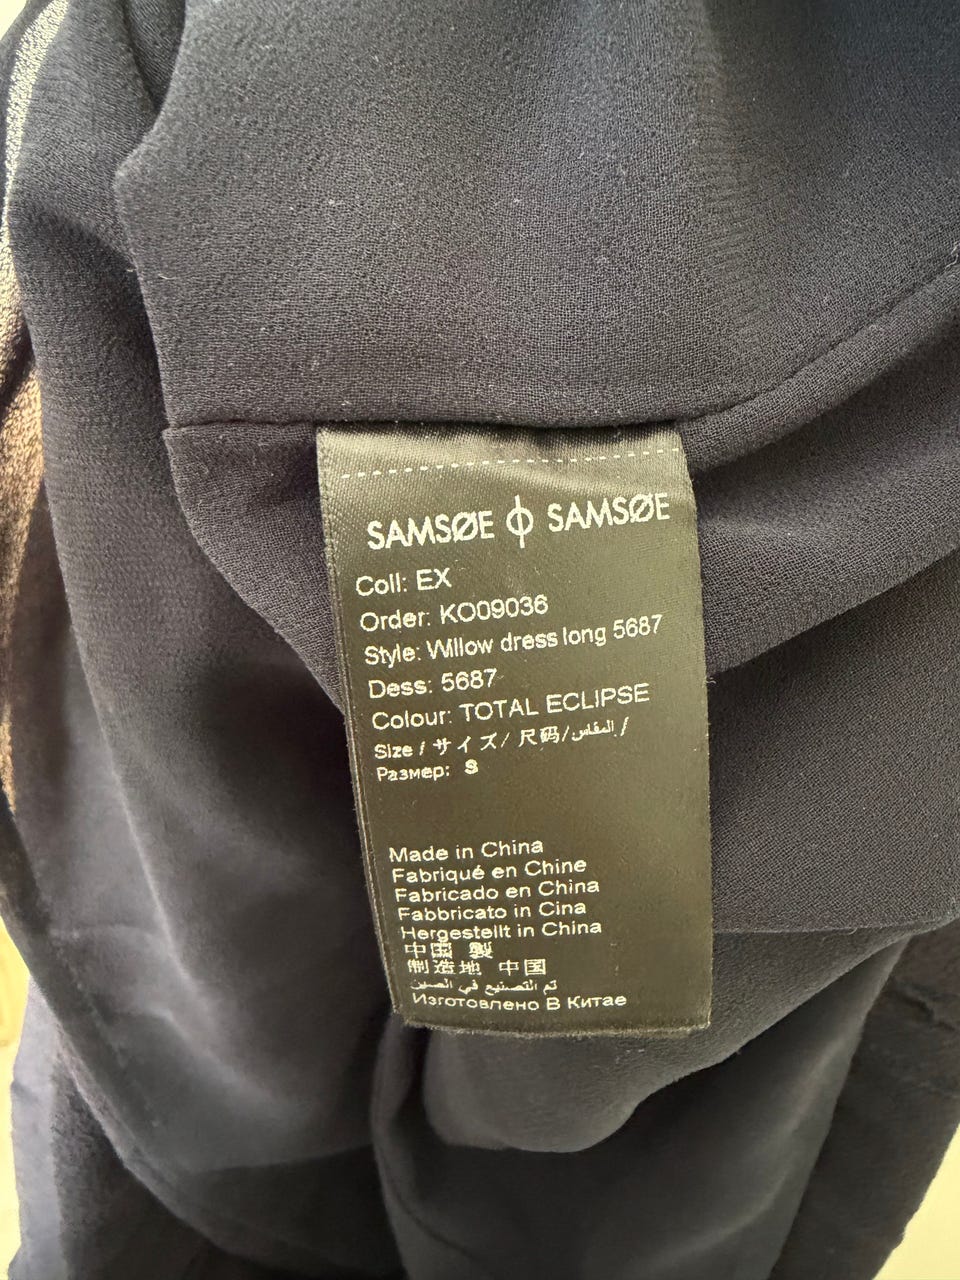 SAMSØE ϕ SAMSØE
Coll: EX
Order: KO09036
Style: Willow dress long 5687
Dess: 5687
Colour: TOTAL ECLIPSE
Size / サイズ / 尺码 / المقاس /
Размер: S
Made in China
Fabriqué en Chine
Fabricado en China
Fabbricato in Cina
Hergestellt in China
中国 製
制造地 中国
تم التصنيع في الصين
Изготовлено В Китае